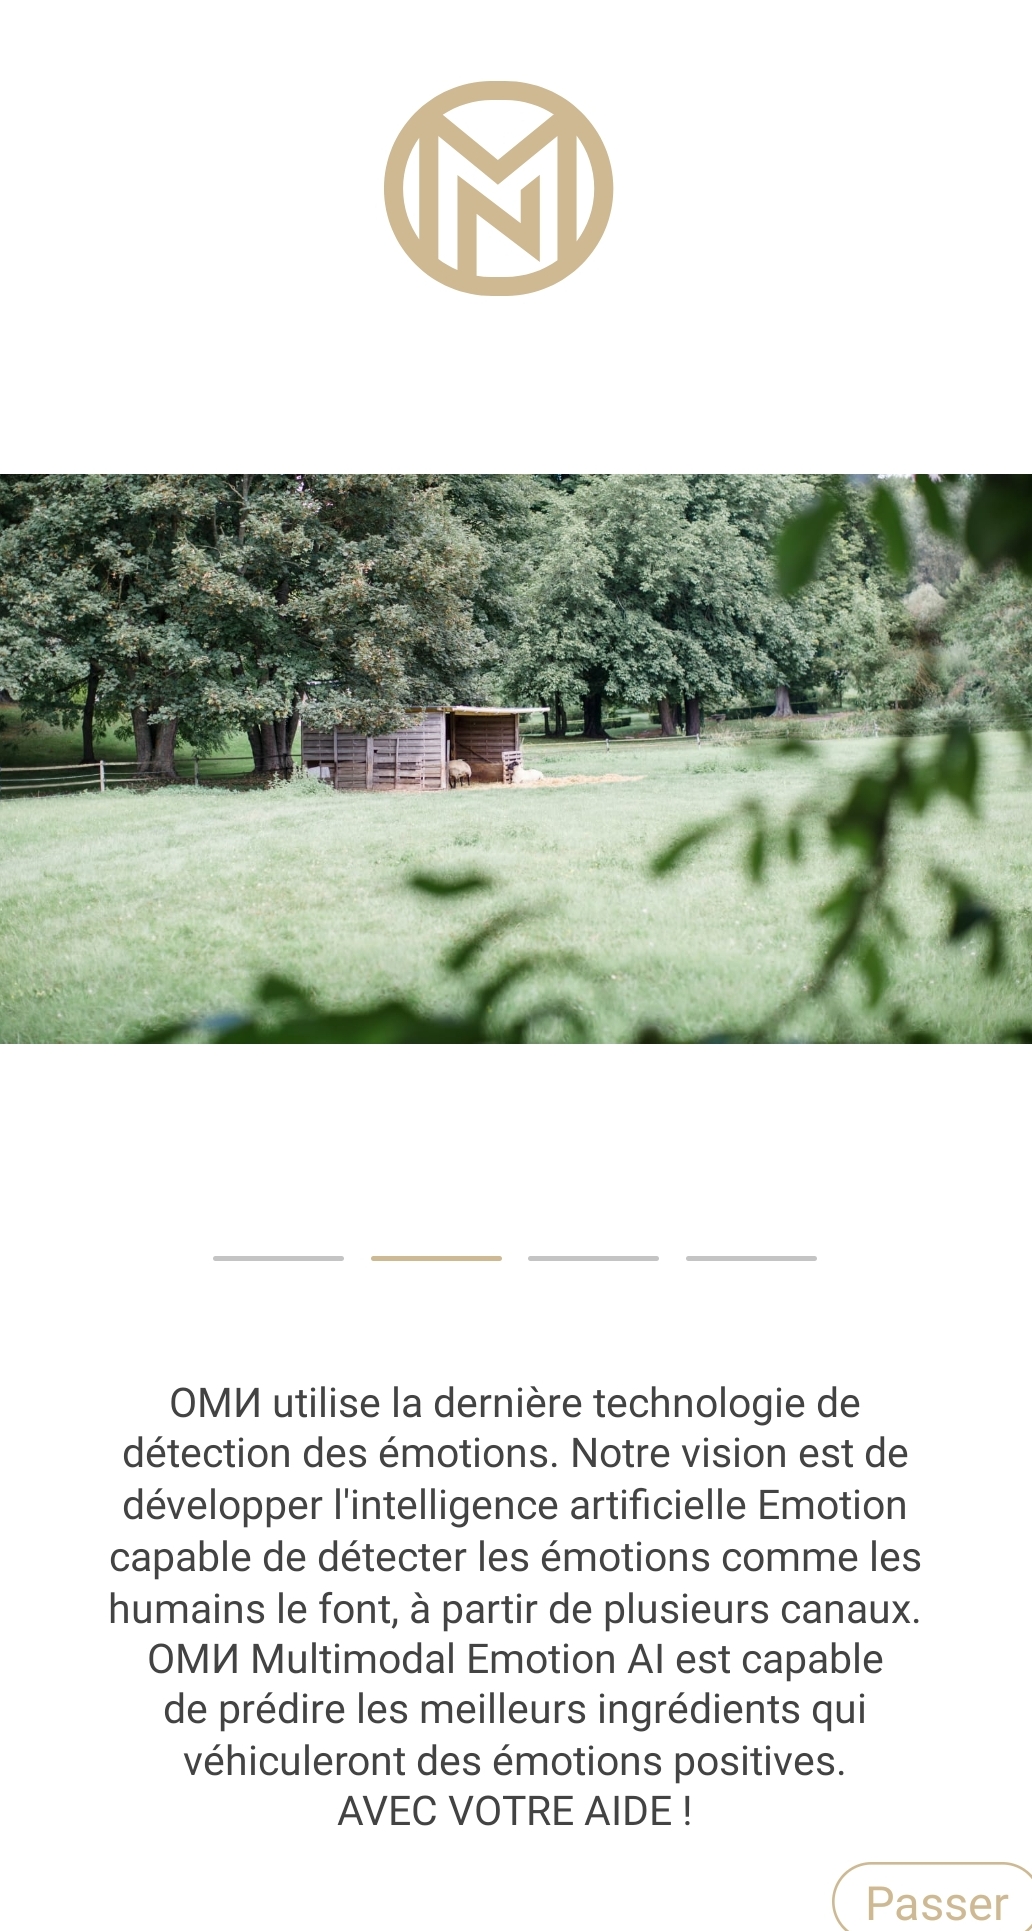 OMИ utilise la dernière technologie de
détection des émotions. Notre vision est de
développer l'intelligence artificielle Emotion
capable de détecter les émotions comme les
humains le font, à partir de plusieurs canaux.
OMИ Multimodal Emotion AI est capable
de prédire les meilleurs ingrédients qui
véhiculeront des émotions positives.
AVEC VOTRE AIDE !
Passer